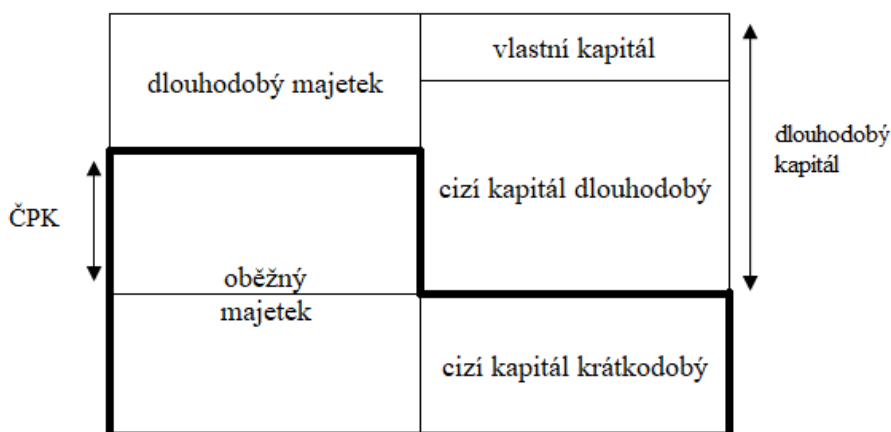 vlastní kapitál
dlouhodobý majetek
dlouhodobý
kapitál
cizí kapitál dlouhodobý
ČPK
oběžný
majetek
cizí kapitál krátkodobý